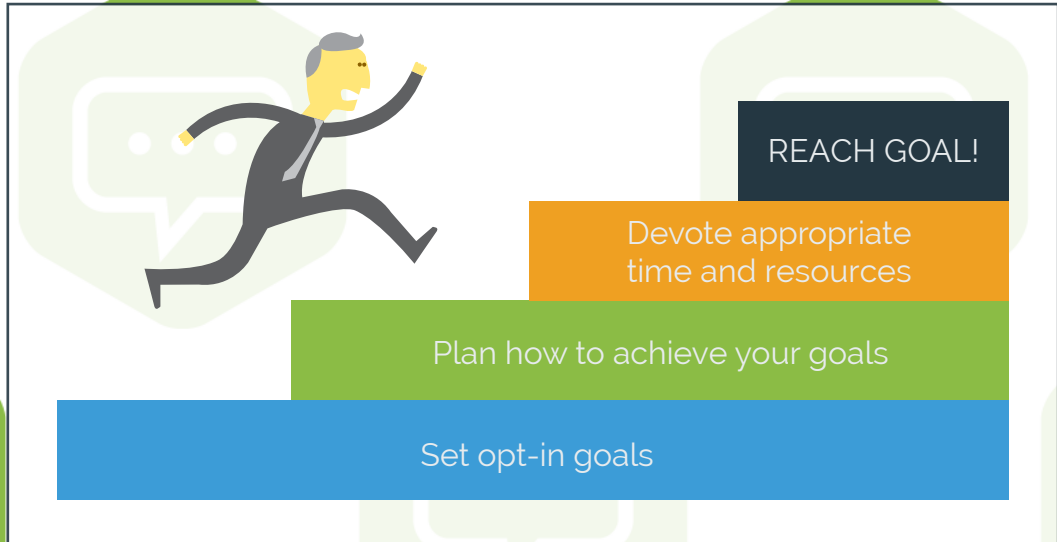 REACH GOAL!
Devote appropriate
time and resources
Plan how to achieve your goals
Set opt-in goals